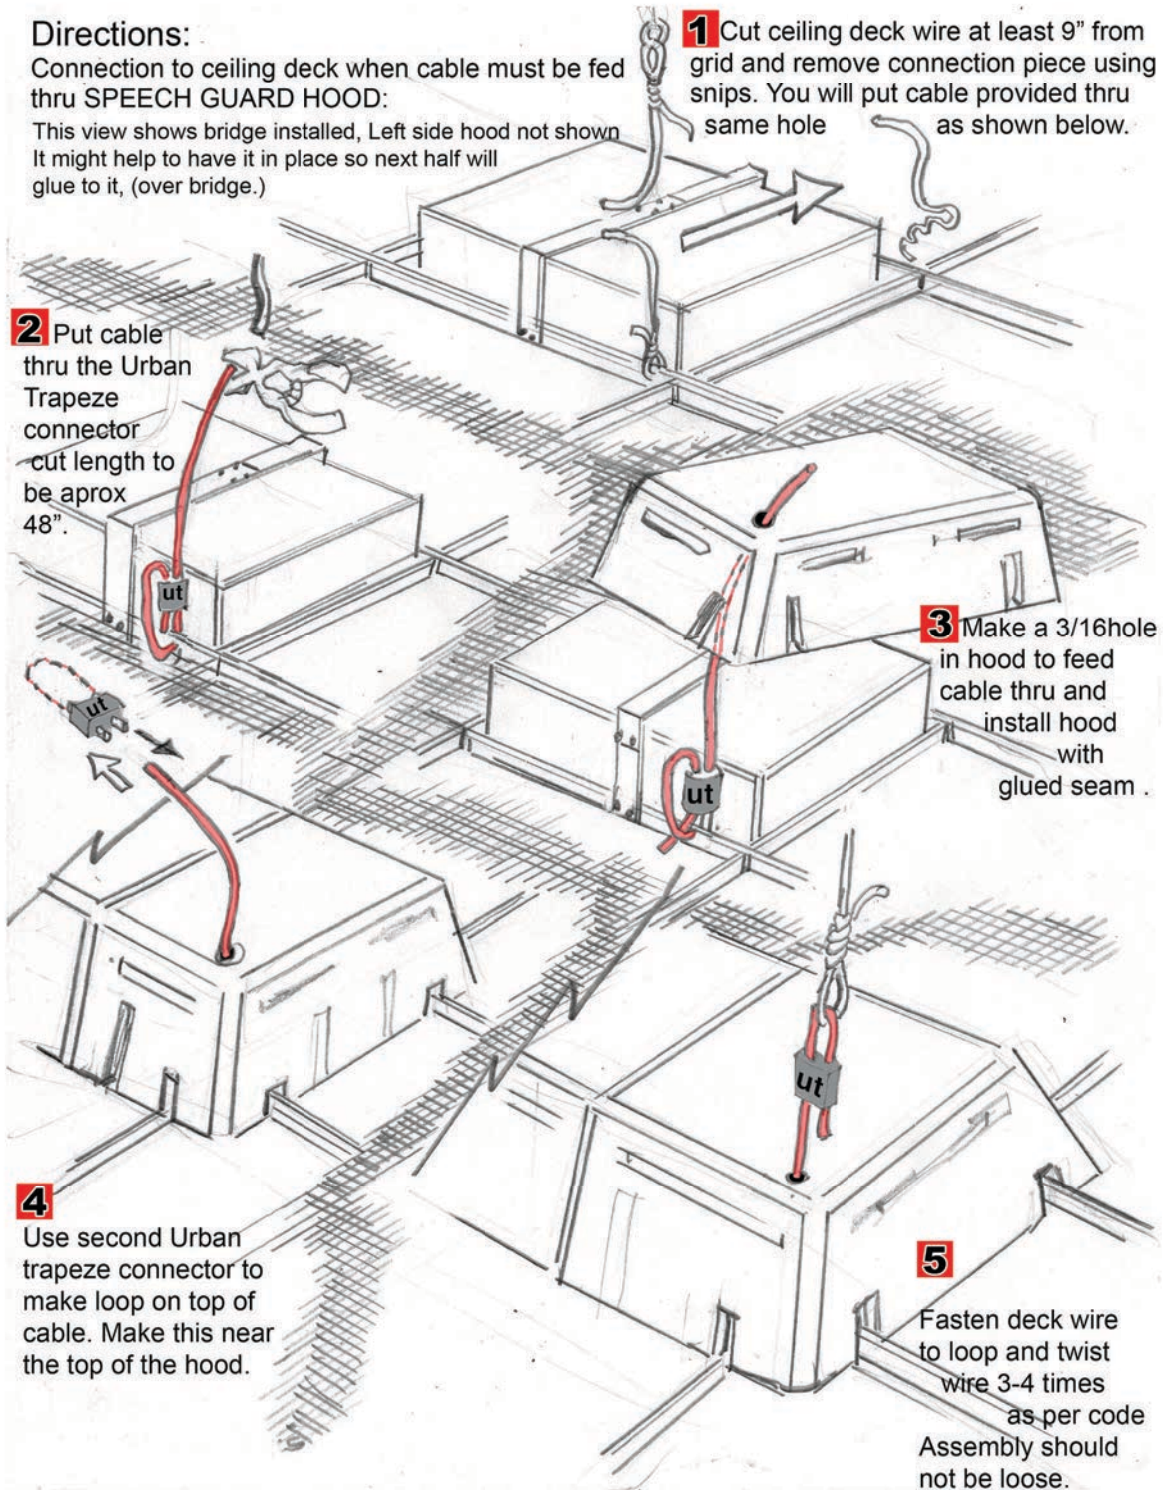 Directions:
Connection to ceiling deck when cable must be fed
thru SPEECH GUARD HOOD:
This view shows bridge installed, Left side hood not shown
It might help to have it in place so next half will
glue to it, (over bridge.)
1 Cut ceiling deck wire at least 9” from
grid and remove connection piece using
snips. You will put cable provided thru
same hole as shown below.
2 Put cable
thru the Urban
Trapeze
connector
cut length to
be aprox
48”.
ut
ut
3 Make a 3/16hole
in hood to feed
cable thru and
install hood
with
glued seam .
ut
ut
4
Use second Urban
trapeze connector to
make loop on top of
cable. Make this near
the top of the hood.
5
Fasten deck wire
to loop and twist
wire 3-4 times
as per code
Assembly should
not be loose.